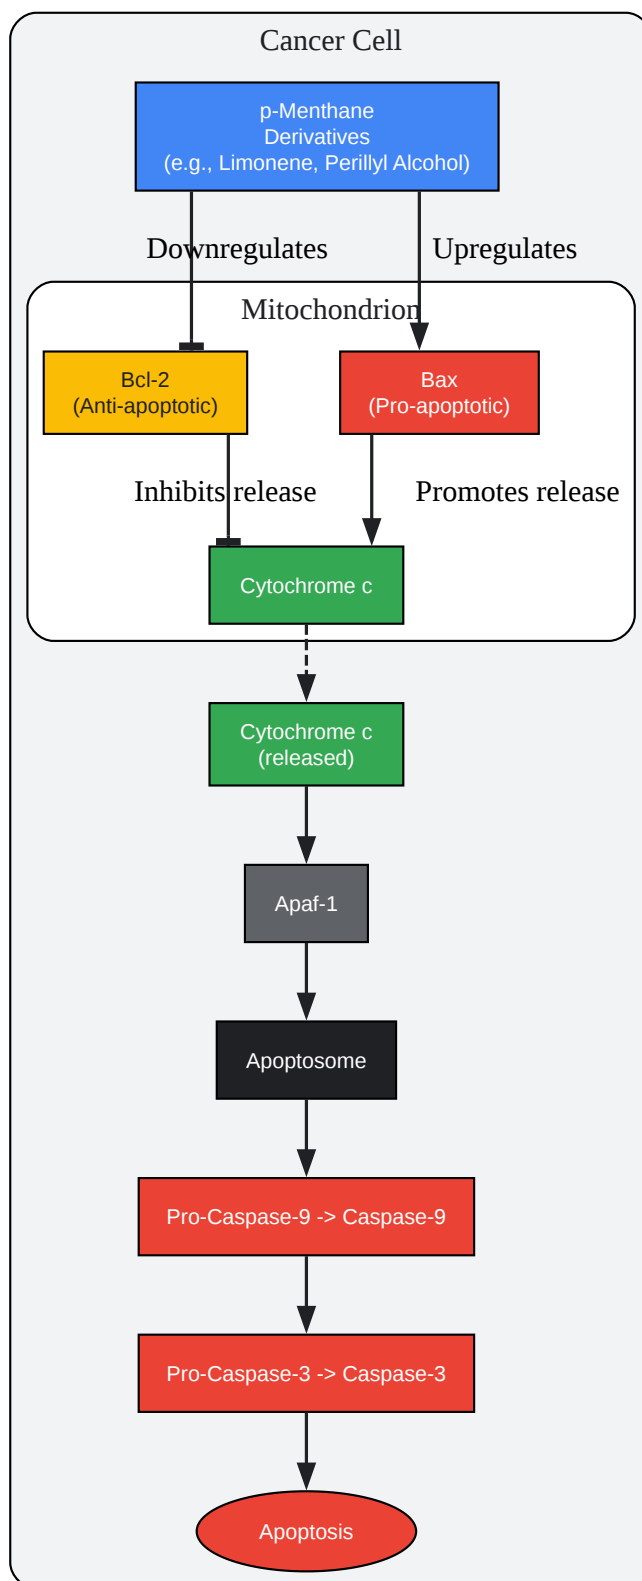 Cancer Cell
p-Menthane
Derivatives
(e.g., Limonene, Perillyl Alcohol)
Downregulates
Upregulates
Mitochondrion
Bcl-2
(Anti-apoptotic)
Bax
(Pro-apoptotic)
Inhibits release
Promotes release
Cytochrome c
Cytochrome c
(released)
Apaf-1
Apoptosome
Pro-Caspase-9 -> Caspase-9
Pro-Caspase-3 -> Caspase-3
Apoptosis